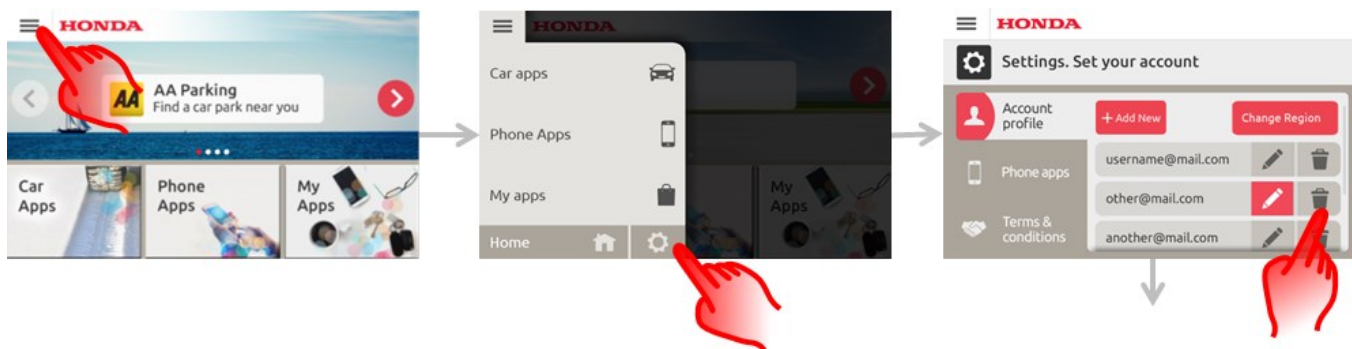 HONDA
AA
AA Parking
Find a car park near you
Car
Apps
Phone
Apps
My
Apps
HONDA
Car apps
Phone Apps
My apps
Home
My
Apps
HONDA
Settings. Set your account
Account
profile
+ Add New
Change Region
username@mail.com
Phone apps
other@mail.com
Terms &
conditions
another@mail.com